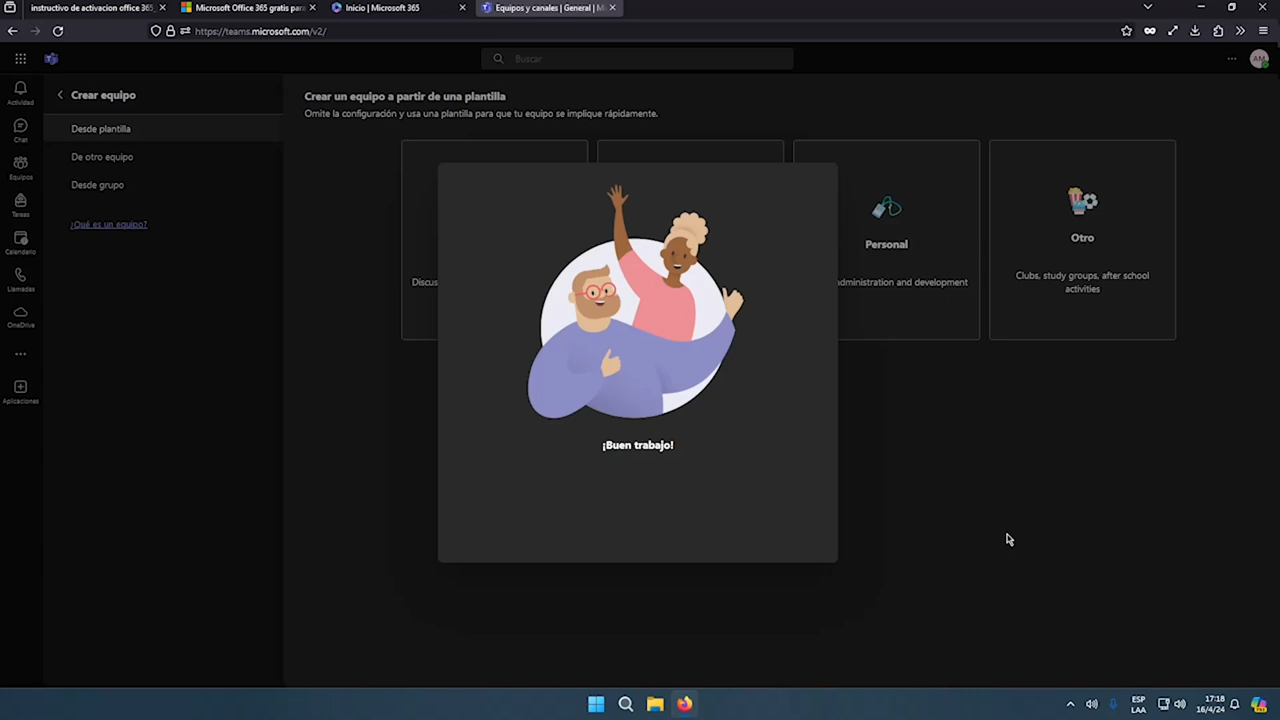 instructivo de activacion office 365
Microsoft Office 365 gratis para
Inicio | Microsoft 365
Equipos y canales | General | M
https://teams.microsoft.com/v2/
Buscar
AM
Actividad
Chat
Equipos
Tareas
Calendario
Llamadas
OneDrive
Aplicaciones
Crear equipo
Desde plantilla
De otro equipo
Desde grupo
¿Qué es un equipo?
Crear un equipo a partir de una plantilla
Omite la configuración y usa una plantilla para que tu equipo se implique rápidamente.
Discus
Personal
administration and development
Otro
Clubs, study groups, after school
activities
¡Buen trabajo!
ESP
LAA
17:18
16/4/24